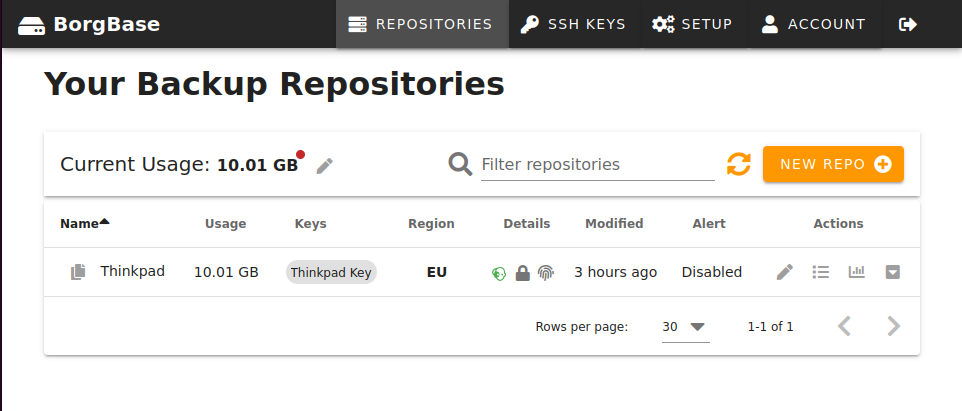 BorgBase REPOSITORIES SSH KEYS SETUP ACCOUNT
Your Backup Repositories
Current Usage: 10.01 GB Filter repositories NEW REPO
Name Usage Keys Region Details Modified Alert Actions
Thinkpad 10.01 GB Thinkpad Key EU 3 hours ago Disabled
Rows per page: 30 1-1 of 1